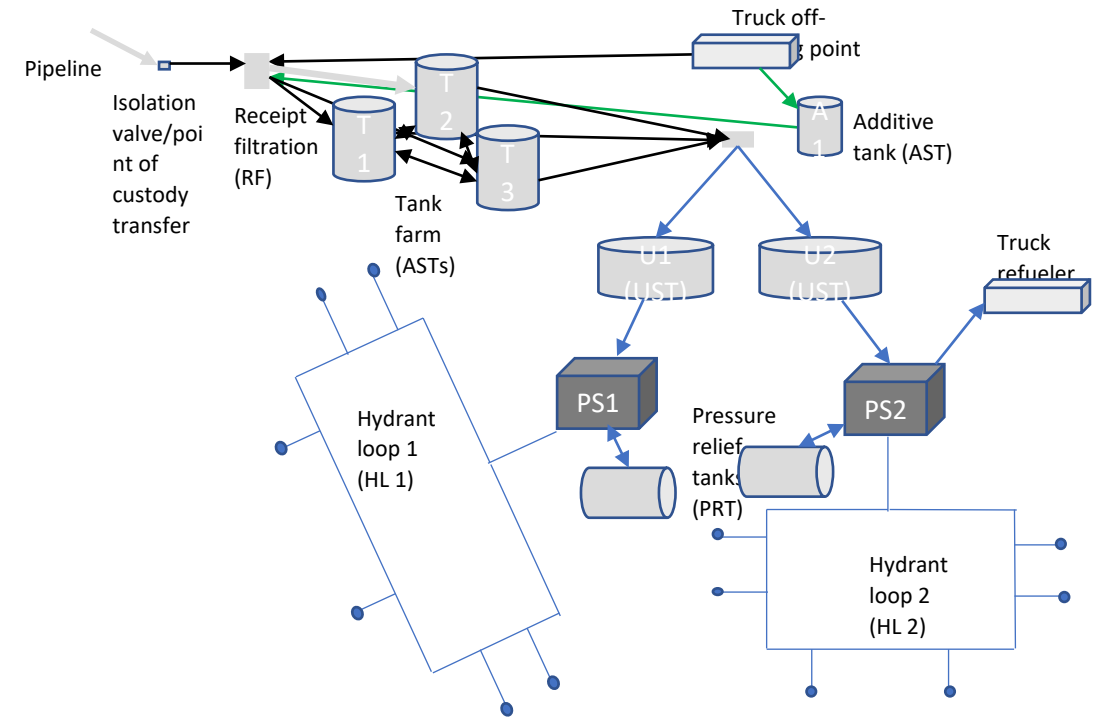 Pipeline
Isolation
valve/poi
nt of
custody
transfer
Receipt
filtration
(RF)
T
1
T
2
T
3
Tank
farm
(ASTs)
Truck off-
g point
A
1
Additive
tank (AST)
U1
(UST)
U2
(UST)
Truck
refueler
PS1
PS2
Pressure
relief
tanks
(PRT)
Hydrant
loop 1
(HL 1)
Hydrant
loop 2
(HL 2)